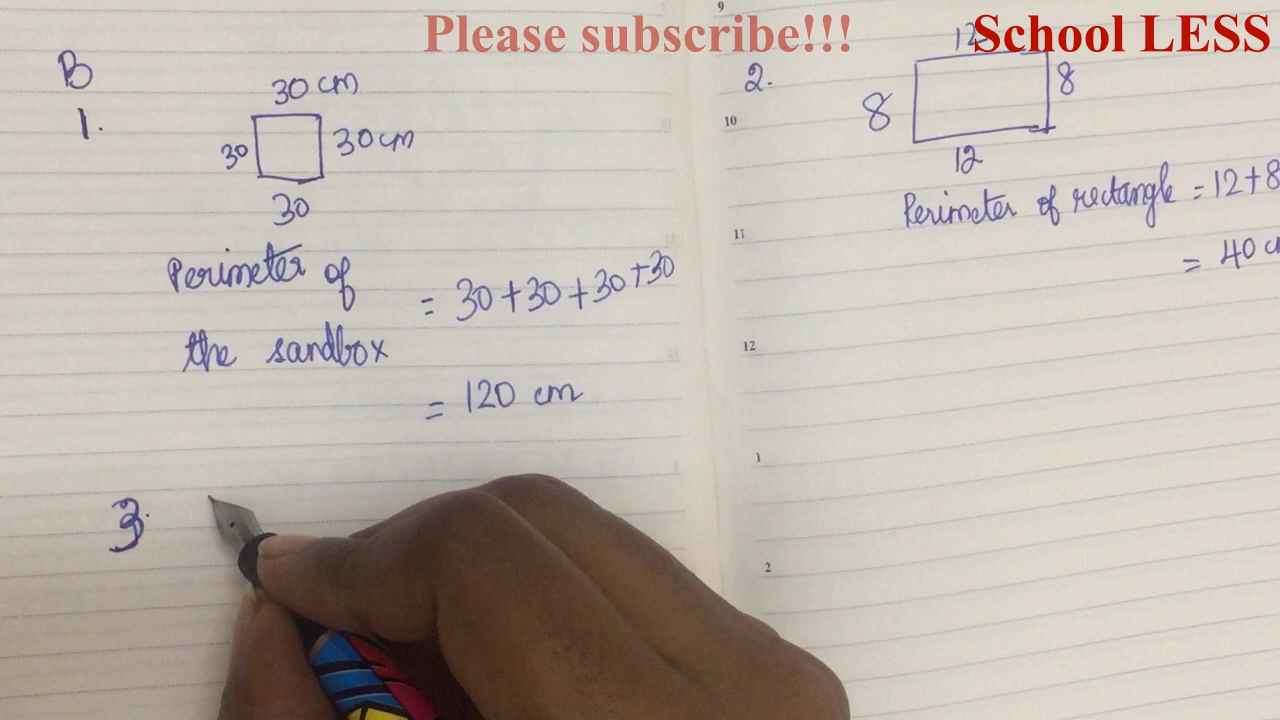 Please subscribe!!!
School LESS
B
1.
30 cm
30
30 cm
30
Perimeter of
= 30 + 30 + 30 + 30
the sandbox
= 120 cm
3.
9
2.
12
8
8
10
12
Perimeter of rectangle = 12+8
11
= 40 c
12
1
2